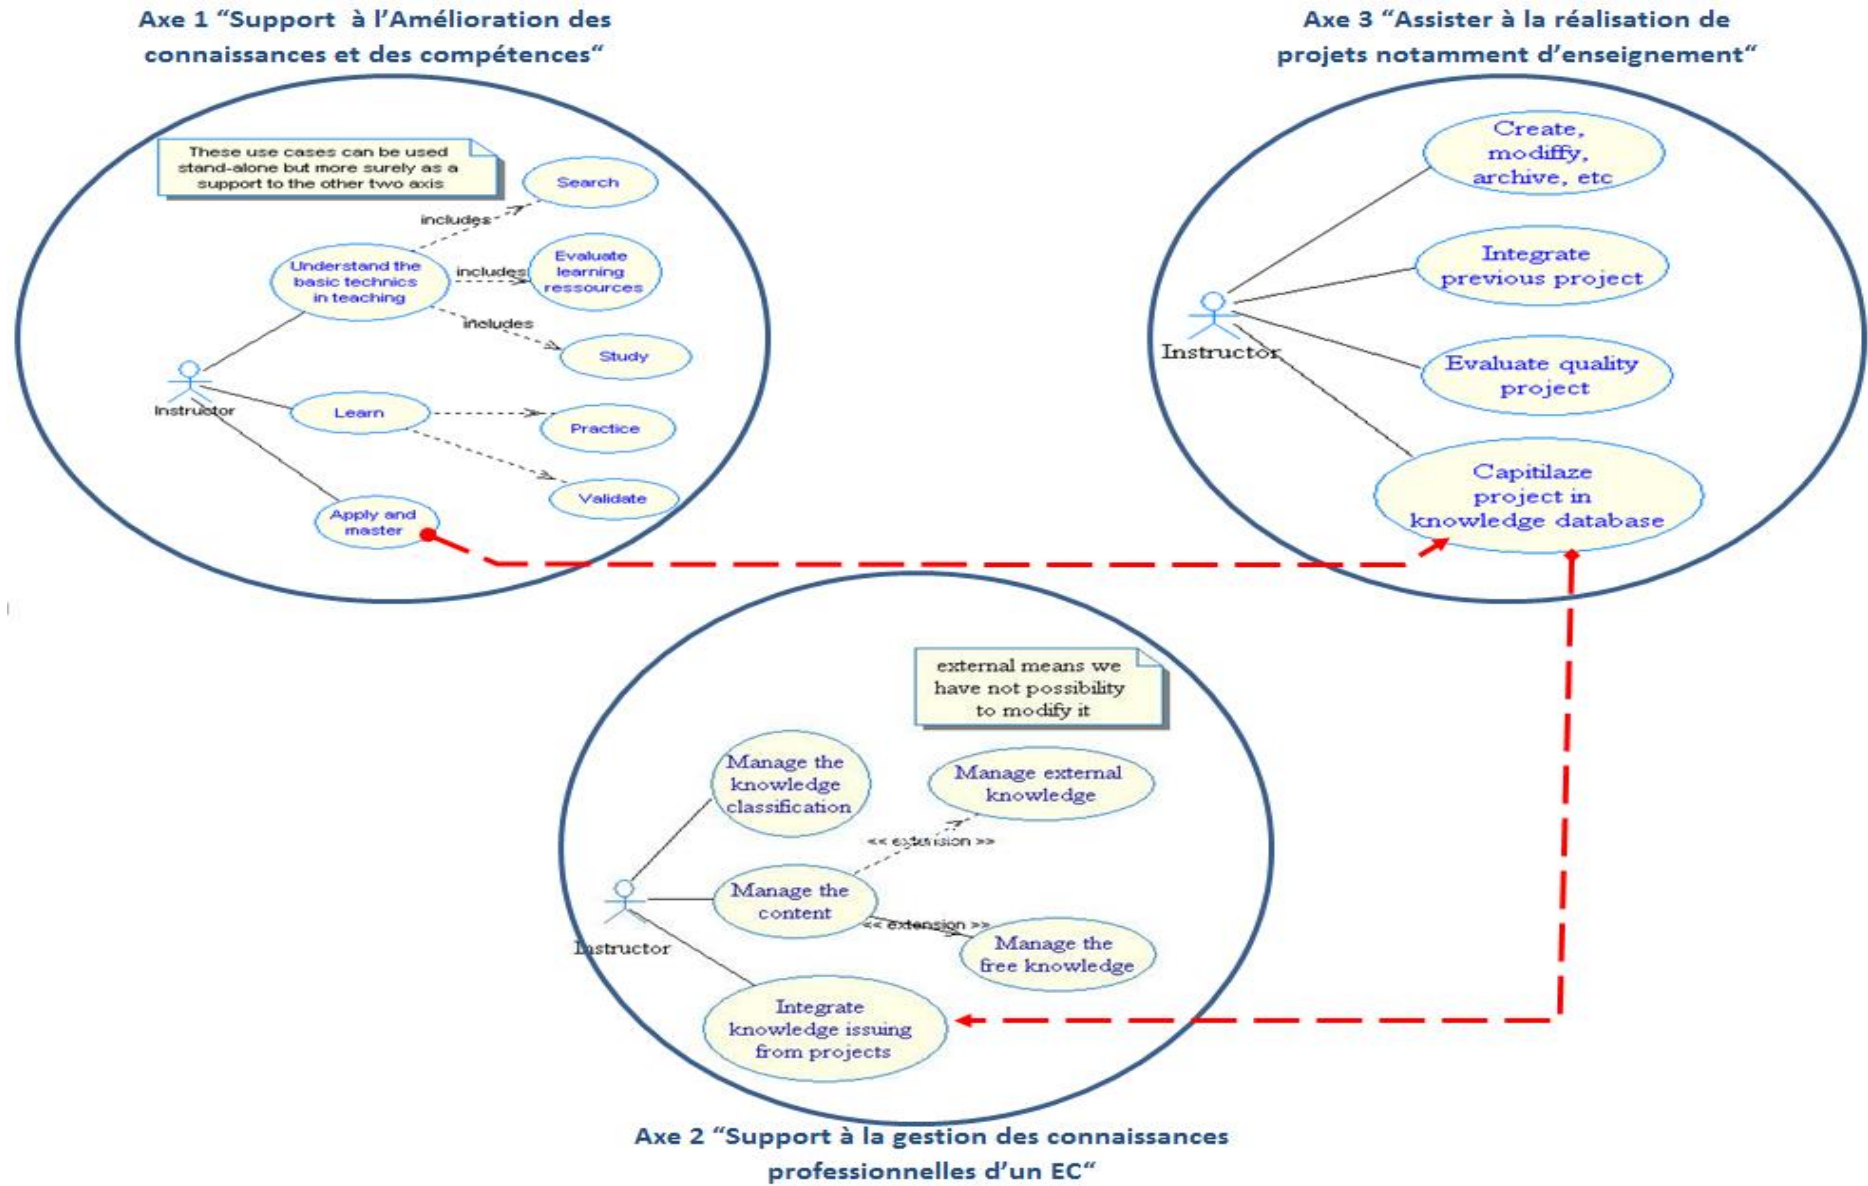 Axe 1 “Support à l’Amélioration des
connaissances et des compétences“
These use cases can be used
stand-alone but more surely as a
support to the other two axis
Search
includes
Understand the
basic technics
in teaching
includes
Evaluate
learning
ressources
includes
Study
Instructor
Learn
Practice
Validate
Apply and
master
Axe 3 “Assister à la réalisation de
projets notamment d’enseignement“
Create,
modiffy,
archive, etc
Integrate
previous project
Instructor
Evaluate quality
project
Capitilaze
project in
knowledge database
external means we
have not possibility
to modify it
Manage the
knowledge
classification
Manage external
knowledge
<< extension >>
Manage the
content
<< extension >>
Instructor
Manage the
free knowledge
Integrate
knowledge issuing
from projects
Axe 2 “Support à la gestion des connaissances
professionnelles d’un EC“